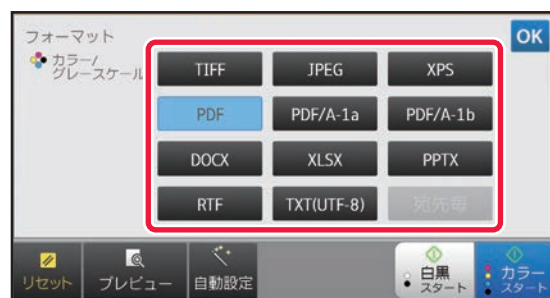 フォーマット
OK
カラー/
グレースケール
TIFF JPEG XPS
PDF PDF/A-1a PDF/A-1b
DOCX XLSX PPTX
RTF TXT(UTF-8) 宛先毎
リセット プレビュー 自動設定
白黒
スタート
カラー
スタート